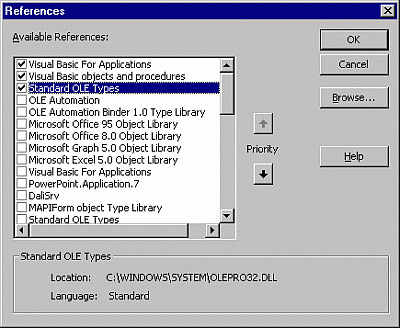 References
Available References:
OK
Visual Basic For Applications
Visual Basic objects and procedures
Cancel
Standard OLE Types
OLE Automation
Browse...
OLE Automation Binder 1.0 Type Library
Microsoft Office 95 Object Library
Microsoft Office 8.0 Object Library
Microsoft Graph 5.0 Object Library
Priority
Microsoft Excel 5.0 Object Library
Help
Visual Basic For Applications
PowerPoint.Application.7
DaliSrv
MAPIForm object Type Library
Standard OLE Types
Standard OLE Types
Location: C:\WINDOWS\SYSTEM\OLEPRO32.DLL
Language: Standard